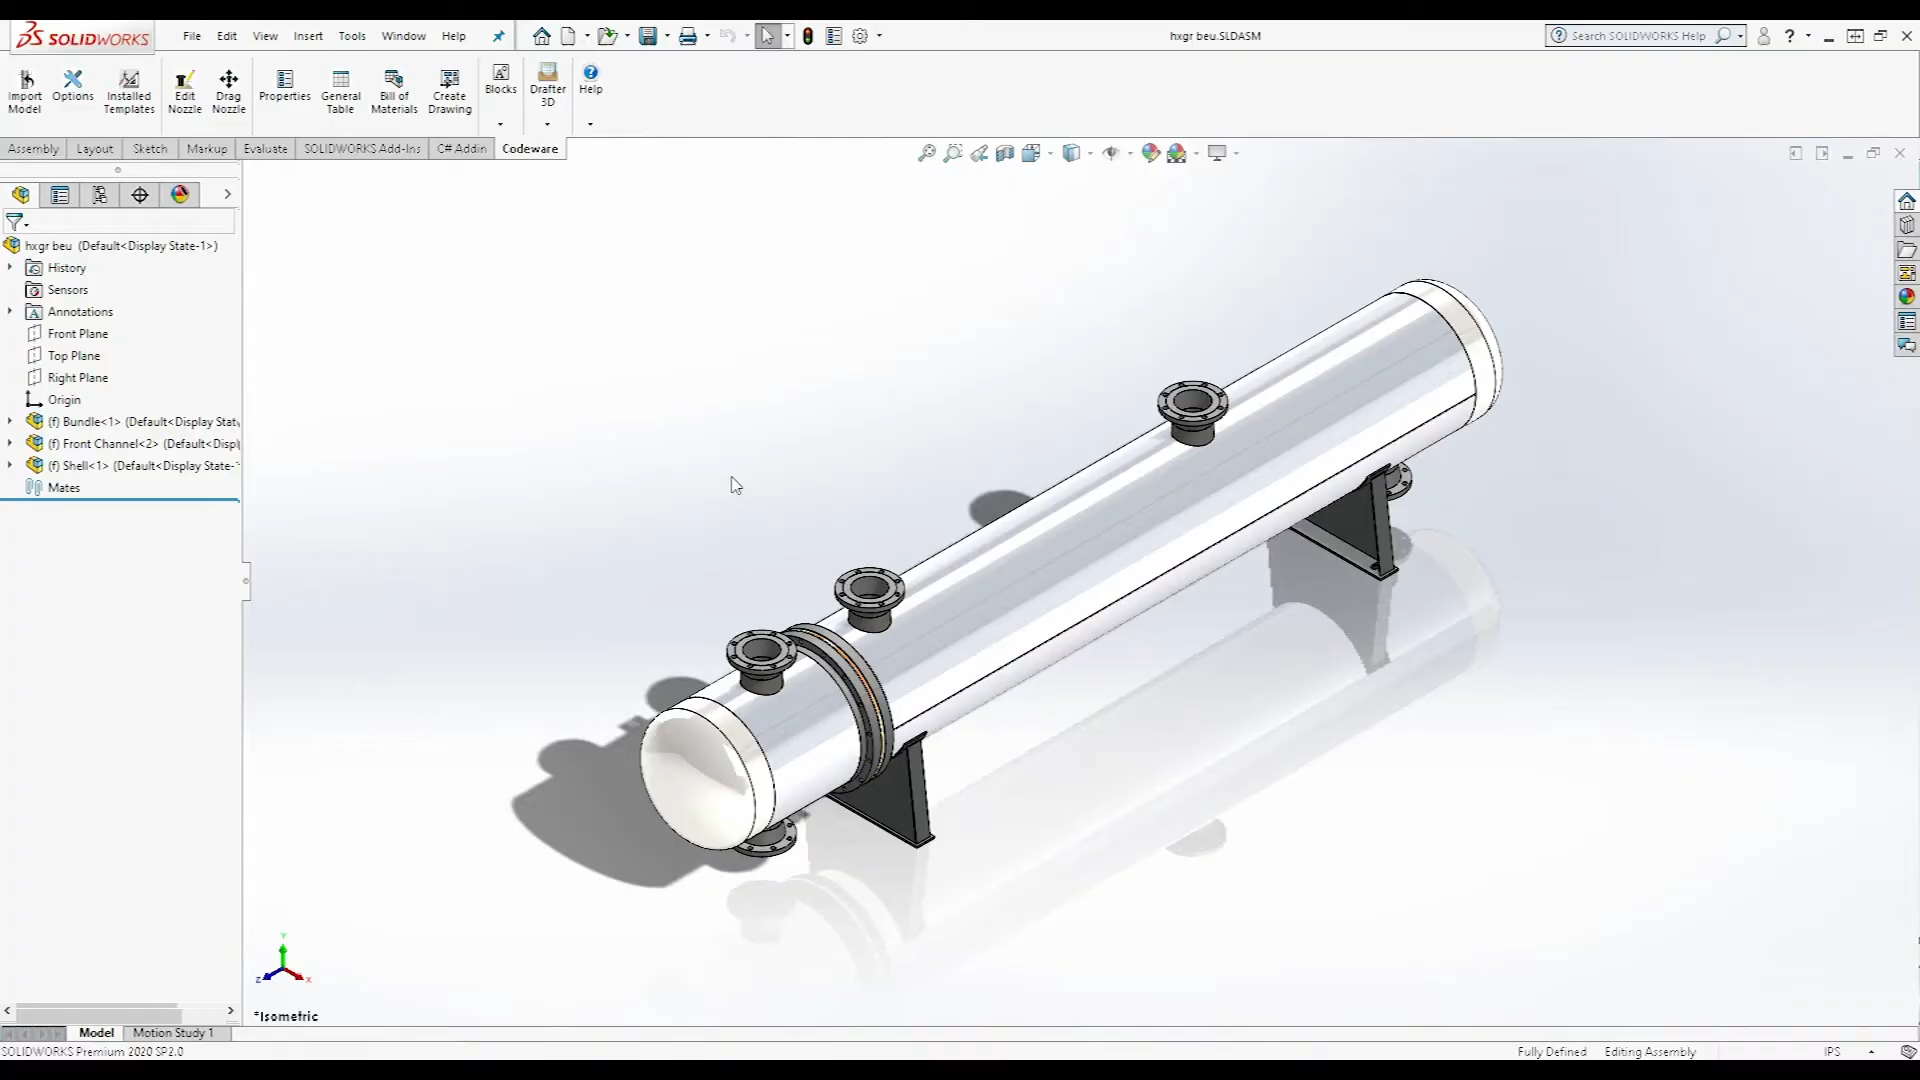 SOLIDWORKS File Edit View Insert Tools Window Help hxgr beu.SLDASM Search SOLIDWORKS Help ?
Import Model Options Installed Templates Edit Nozzle Drag Nozzle Properties General Table Bill of Materials Create Drawing Blocks Drafter 3D Help
Assembly Layout Sketch Markup Evaluate SOLIDWORKS Add-Ins C# Addin Codeware
hxgr beu (Default<Display State-1>)
History
Sensors
Annotations
Front Plane
Top Plane
Right Plane
Origin
(f) Bundle<1> (Default<Display Stat
(f) Front Channel<2> (Default<Displ
(f) Shell<1> (Default<Display State-
Mates
Y
Z X
*Isometric
Model Motion Study 1
SOLIDWORKS Premium 2020 SP2.0 Fully Defined Editing Assembly IPS